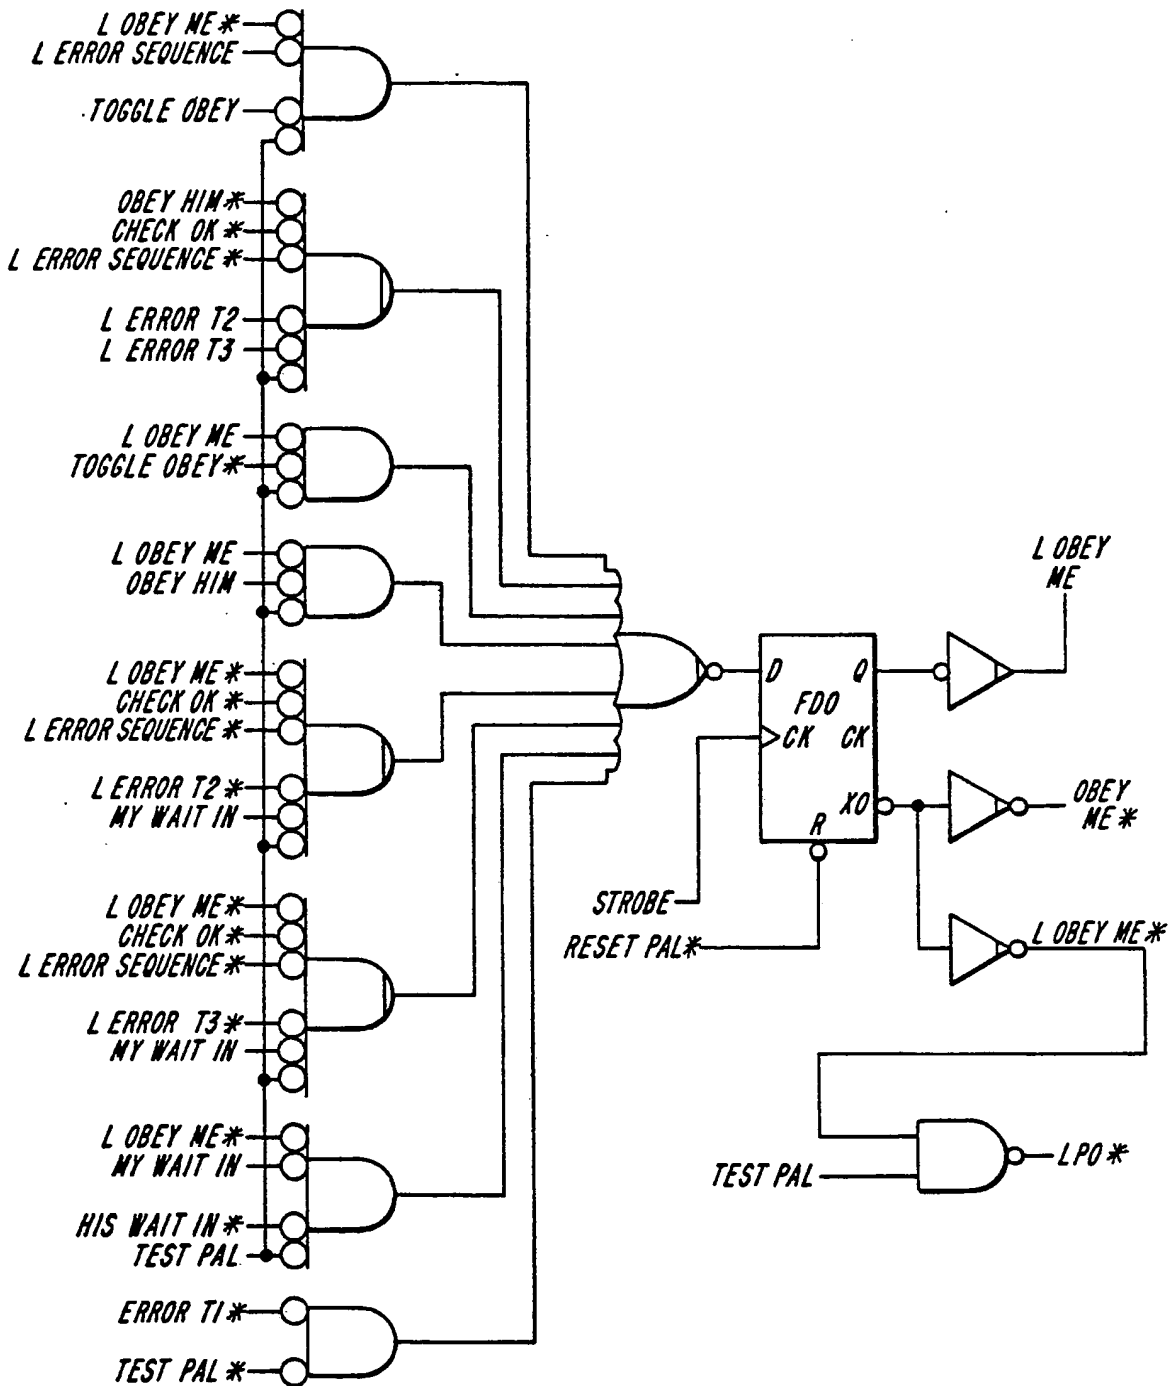 L OBEY ME*
L ERROR SEQUENCE
TOGGLE OBEY
OBEY HIM*
CHECK OK*
L ERROR SEQUENCE*
L ERROR T2
L ERROR T3
L OBEY ME
TOGGLE OBEY*
L OBEY ME
OBEY HIM
L OBEY ME*
CHECK OK*
L ERROR SEQUENCE*
L ERROR T2*
MY WAIT IN
L OBEY ME*
CHECK OK*
L ERROR SEQUENCE*
L ERROR T3*
MY WAIT IN
L OBEY ME*
MY WAIT IN
HIS WAIT IN*
TEST PAL
ERROR T1*
TEST PAL*
D
Q
FDO
CK
CK
XO
R
STROBE
RESET PAL*
L OBEY
ME
OBEY
ME*
L OBEY ME*
TEST PAL
LPO*